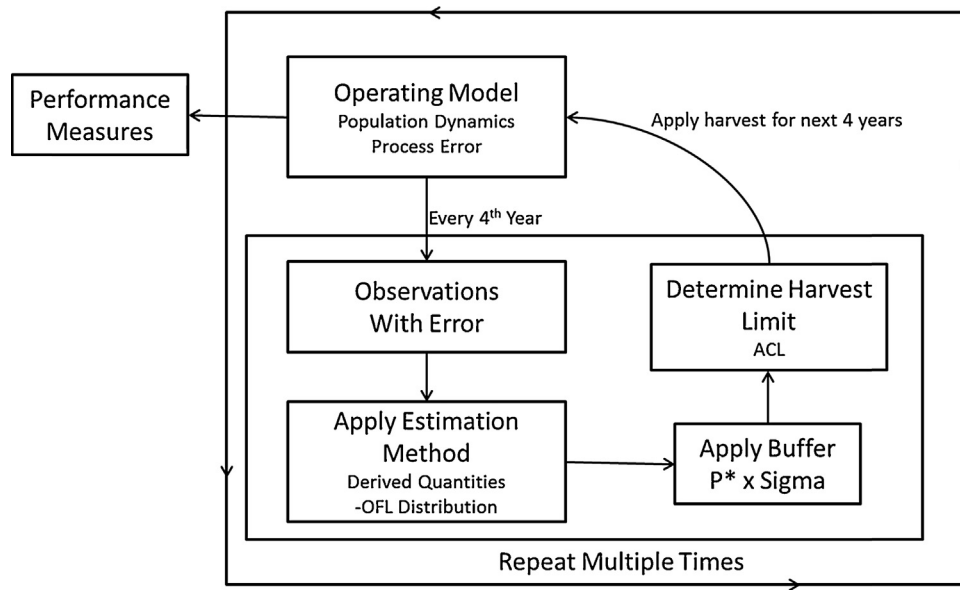 Performance
Measures
Operating Model
Population Dynamics
Process Error
Apply harvest for next 4 years
Every 4th Year
Observations
With Error
Determine Harvest
Limit
ACL
Apply Estimation
Method
Derived Quantities
-OFL Distribution
Apply Buffer
P* x Sigma
Repeat Multiple Times